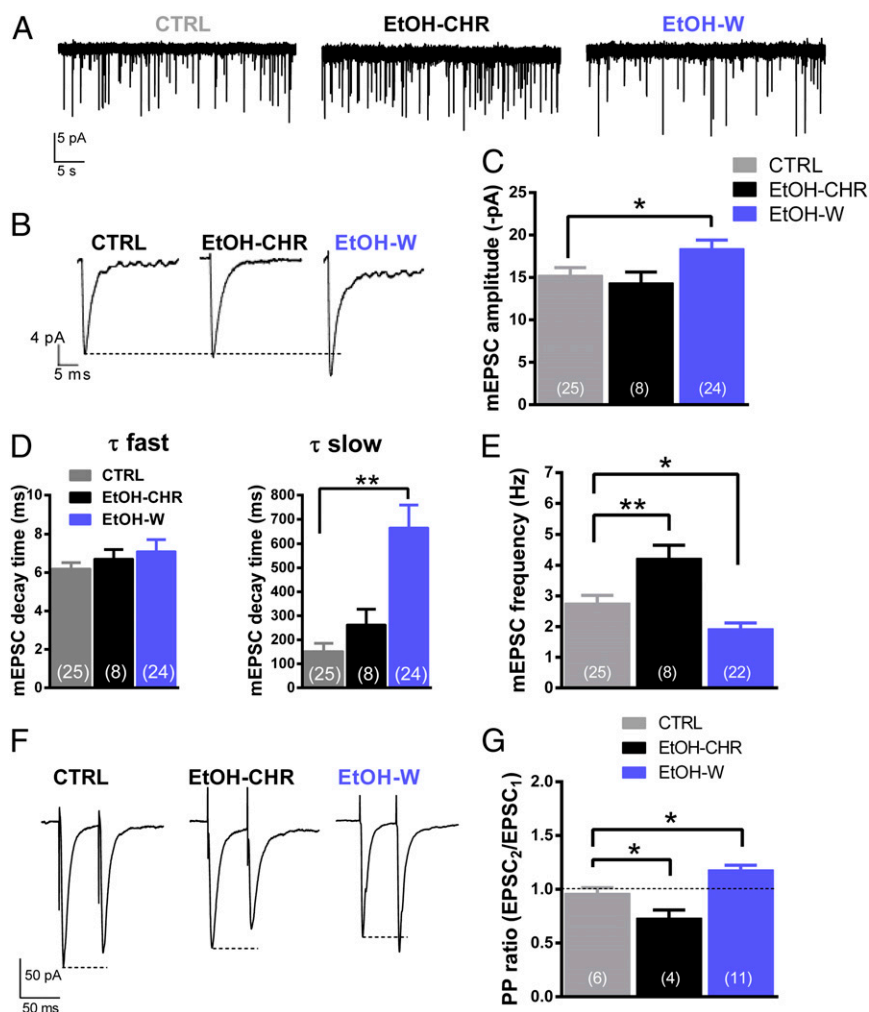 A
CTRL
EtOH-CHR
EtOH-W
5 pA
5 s
B
CTRL
EtOH-CHR
EtOH-W
4 pA
5 ms
C
CTRL
EtOH-CHR
EtOH-W
mEPSC amplitude (-pA)
25
20
15
10
5
0
*
(25)
(8)
(24)
D
τ fast
CTRL
EtOH-CHR
EtOH-W
mEPSC decay time (ms)
10
8
6
4
2
0
(25)
(8)
(24)
τ slow
mEPSC decay time (ms)
800
700
600
500
400
300
200
100
0
**
(25)
(8)
(24)
E
mEPSC frequency (Hz)
7
6
5
4
3
2
1
0
*
**
(25)
(8)
(22)
F
CTRL
EtOH-CHR
EtOH-W
50 pA
50 ms
G
CTRL
EtOH-CHR
EtOH-W
PP ratio (EPSC₂/EPSC₁)
2.0
1.5
1.0
0.5
0.0
*
*
(6)
(4)
(11)